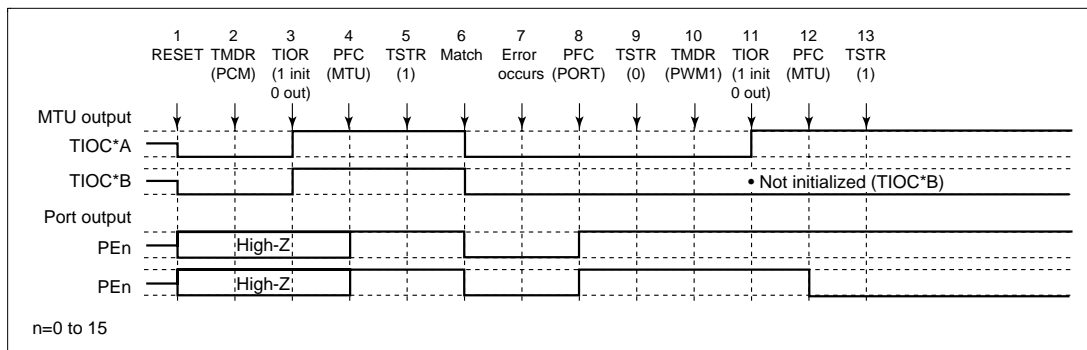 1 2 3 4 5 6 7 8 9 10 11 12 13
RESET TMDR TIOR PFC TSTR Match Error PFC TSTR TMDR TIOR PFC TSTR
(PCM) (1 init (MTU) (1) occurs (PORT) (0) (PWM1) (1 init (MTU) (1)
0 out) 0 out)
MTU output
TIOC*A
TIOC*B
• Not initialized (TIOC*B)
Port output
PEn
High-Z
PEn
High-Z
n=0 to 15